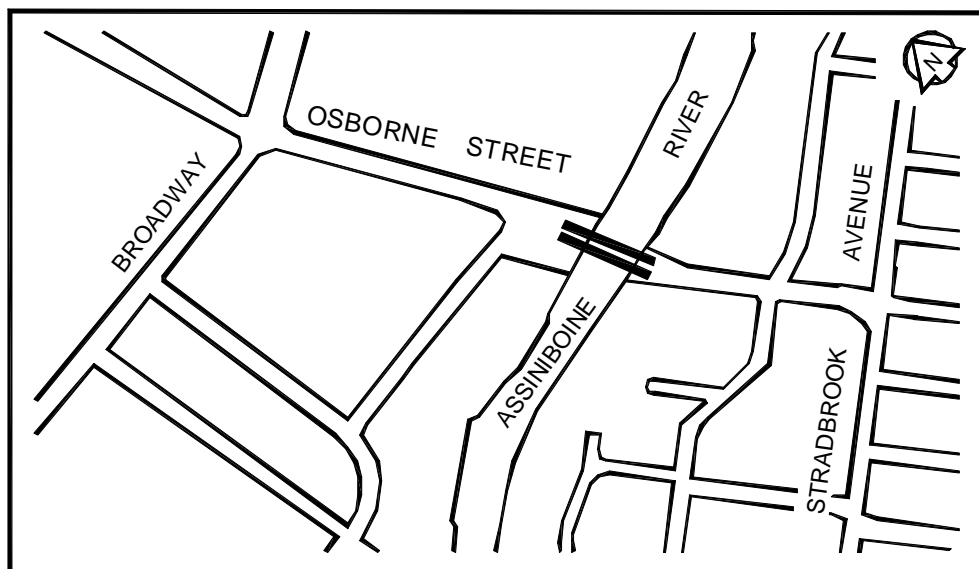 N
OSBORNE STREET
RIVER
BROADWAY
AVENUE
ASSINIBOINE
STRADBROOK